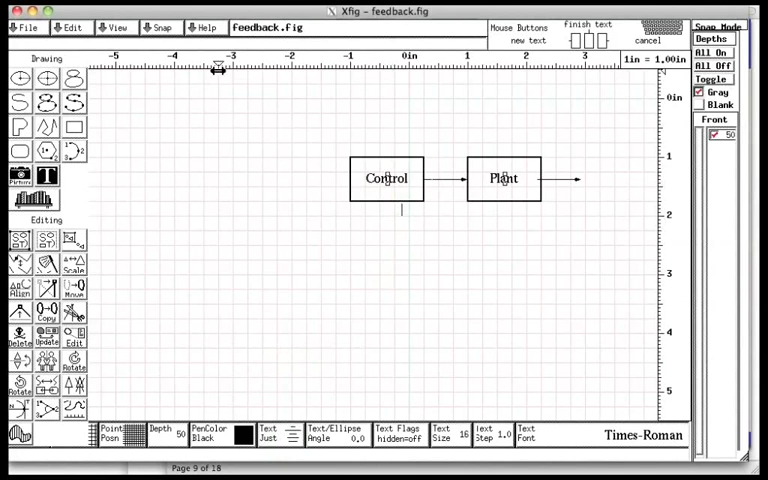 Xfig – feedback.fig
File
Edit
View
Snap
Help
feedback.fig
Mouse Buttons
new text
finish text
cancel
Snap Mode
Depths
All On
All Off
Toggle
Gray
Blank
Front
50
Drawing
-5 -4 -3 -2 -1 0in 1 2 3
1in = 1.00in
0in
1
2
3
4
5
Control
Plant
Picture
T
Editing
Scale
Align
Move
Copy
Delete
Update
Edit
Rotate
Rotate
Point Posn
Depth 50
PenColor Black
Text Just
Text/Ellipse Angle 0.0
Text Flags hidden=off
Text Size 16
Text Step 1.0
Text Font
Times-Roman
Page 9 of 18